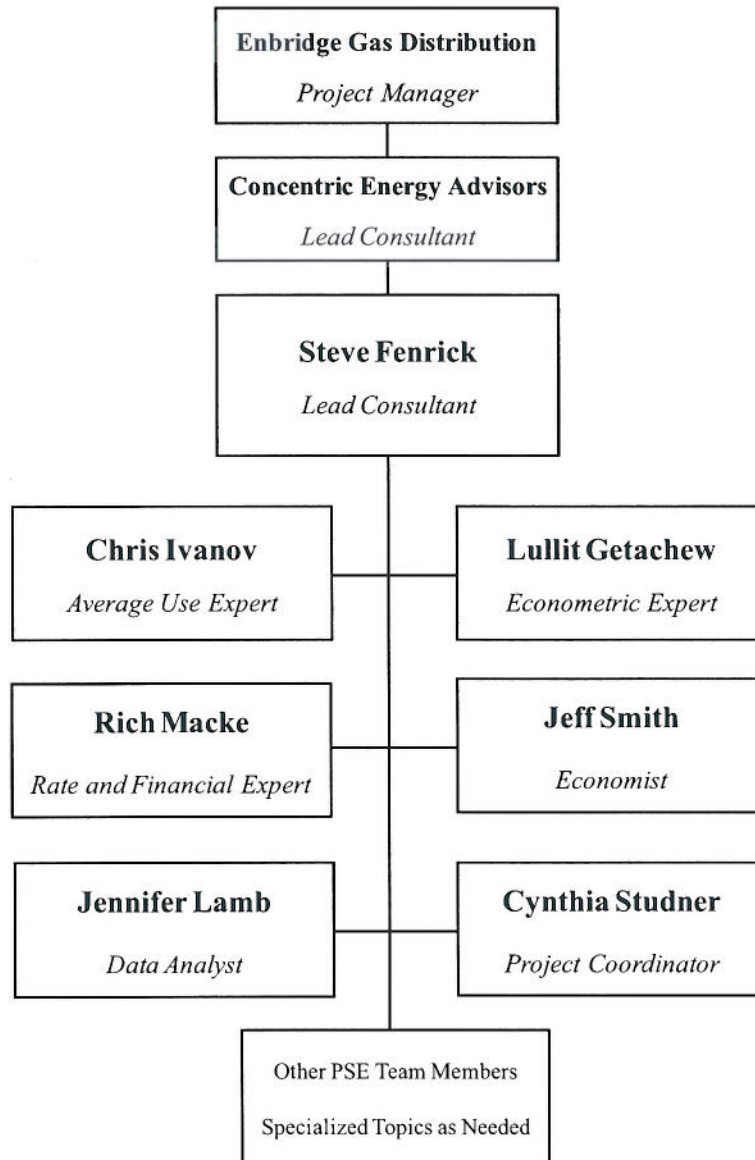 Enbridge Gas Distribution
Project Manager
Concentric Energy Advisors
Lead Consultant
Steve Fenrick
Lead Consultant
Chris Ivanov
Average Use Expert
Lullit Getachew
Econometric Expert
Rich Macke
Rate and Financial Expert
Jeff Smith
Economist
Jennifer Lamb
Data Analyst
Cynthia Studner
Project Coordinator
Other PSE Team Members
Specialized Topics as Needed